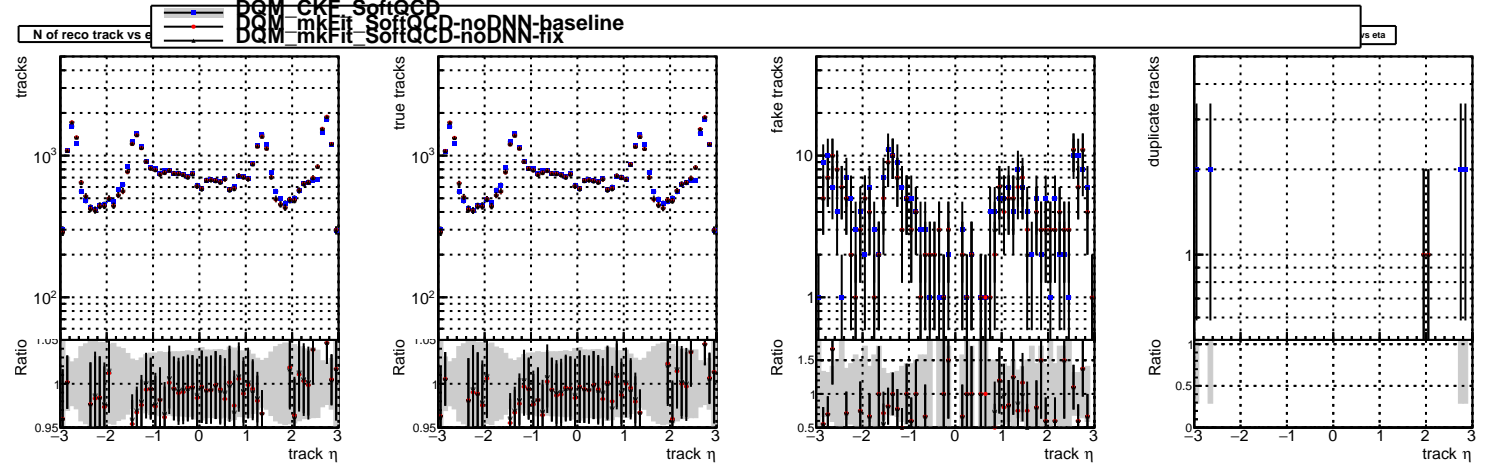 DQM_CKF_SoftQCD
DQM_mkFit_SoftQCD-noDNN-baseline
DQM_mkFit_SoftQCD-noDNN-fix
N of reco track vs e
vs eta
tracks
10³
10²
Ratio
1.05
1
0.95
−3 −2 −1 0 1 2 3
track η
true tracks
10³
10²
Ratio
1.05
1
0.95
−3 −2 −1 0 1 2 3
track η
fake tracks
10
1
Ratio
1.5
1
0.5
−3 −2 −1 0 1 2 3
track η
duplicate tracks
1
Ratio
1
0.5
0
−3 −2 −1 0 1 2 3
track η